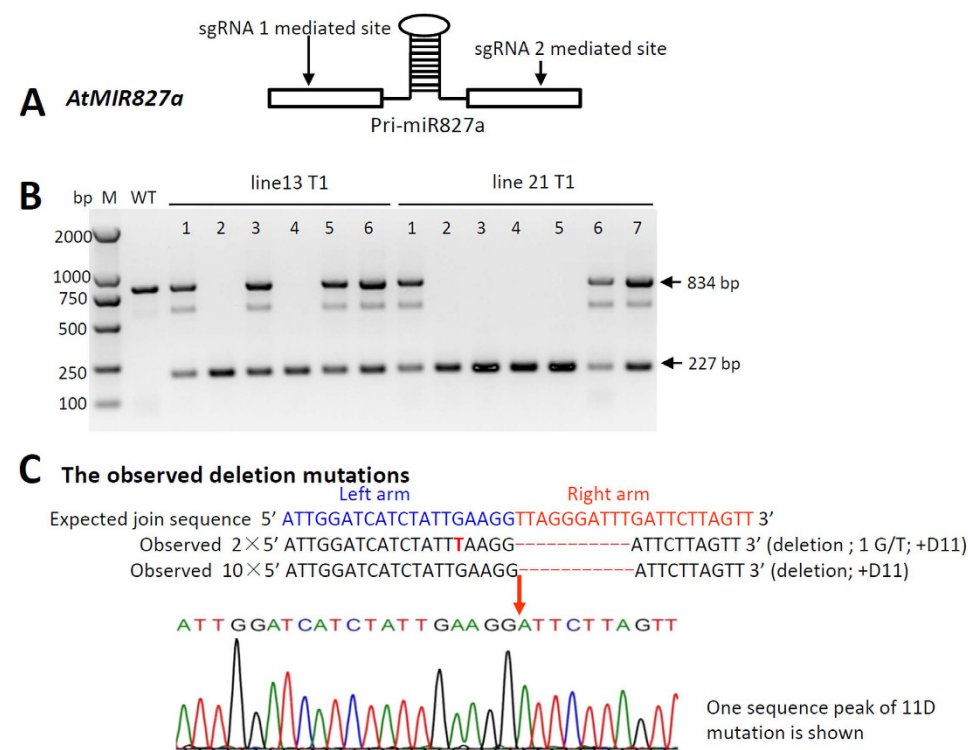 sgRNA 1 mediated site
sgRNA 2 mediated site
A AtMIR827a
Pri-miR827a
B
line13 T1 line 21 T1
bp M WT
1 2 3 4 5 6 1 2 3 4 5 6 7
2000
1000
750
500
250
100
834 bp
227 bp
C The observed deletion mutations
Left arm Right arm
Expected join sequence 5’ ATTGGATCATCTATTGAAGGTTAGGGATTTGATTCTTAGTT 3’
Observed 2×5’ ATTGGATCATCTATTTAAGG-----------ATTCTTAGTT 3’ (deletion ; 1 G/T; +D11)
Observed 10×5’ ATTGGATCATCTATTGAAGG-----------ATTCTTAGTT 3’ (deletion; +D11)
ATTGGATCATCTATTGAAGGATTCTTAGTT
One sequence peak of 11D
mutation is shown